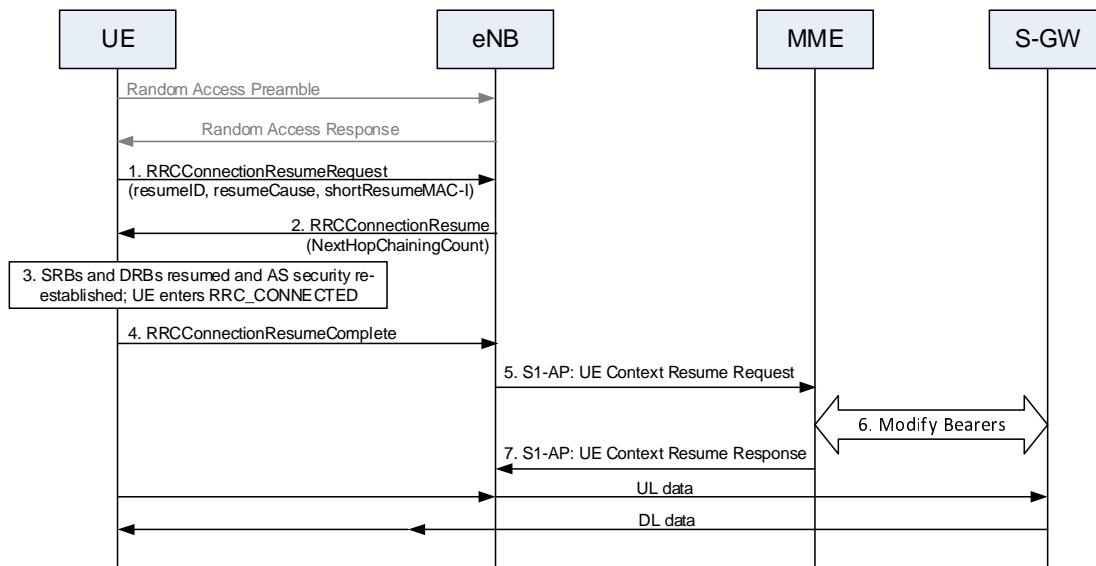 UE
eNB
MME
S-GW
Random Access Preamble
Random Access Response
1. RRCConnectionResumeRequest
(resumeID, resumeCause, shortResumeMAC-I)
2. RRCConnectionResume
(NextHopChainingCount)
3. SRBs and DRBs resumed and AS security re-
established; UE enters RRC_CONNECTED
4. RRCConnectionResumeComplete
5. S1-AP: UE Context Resume Request
6. Modify Bearers
7. S1-AP: UE Context Resume Response
UL data
DL data